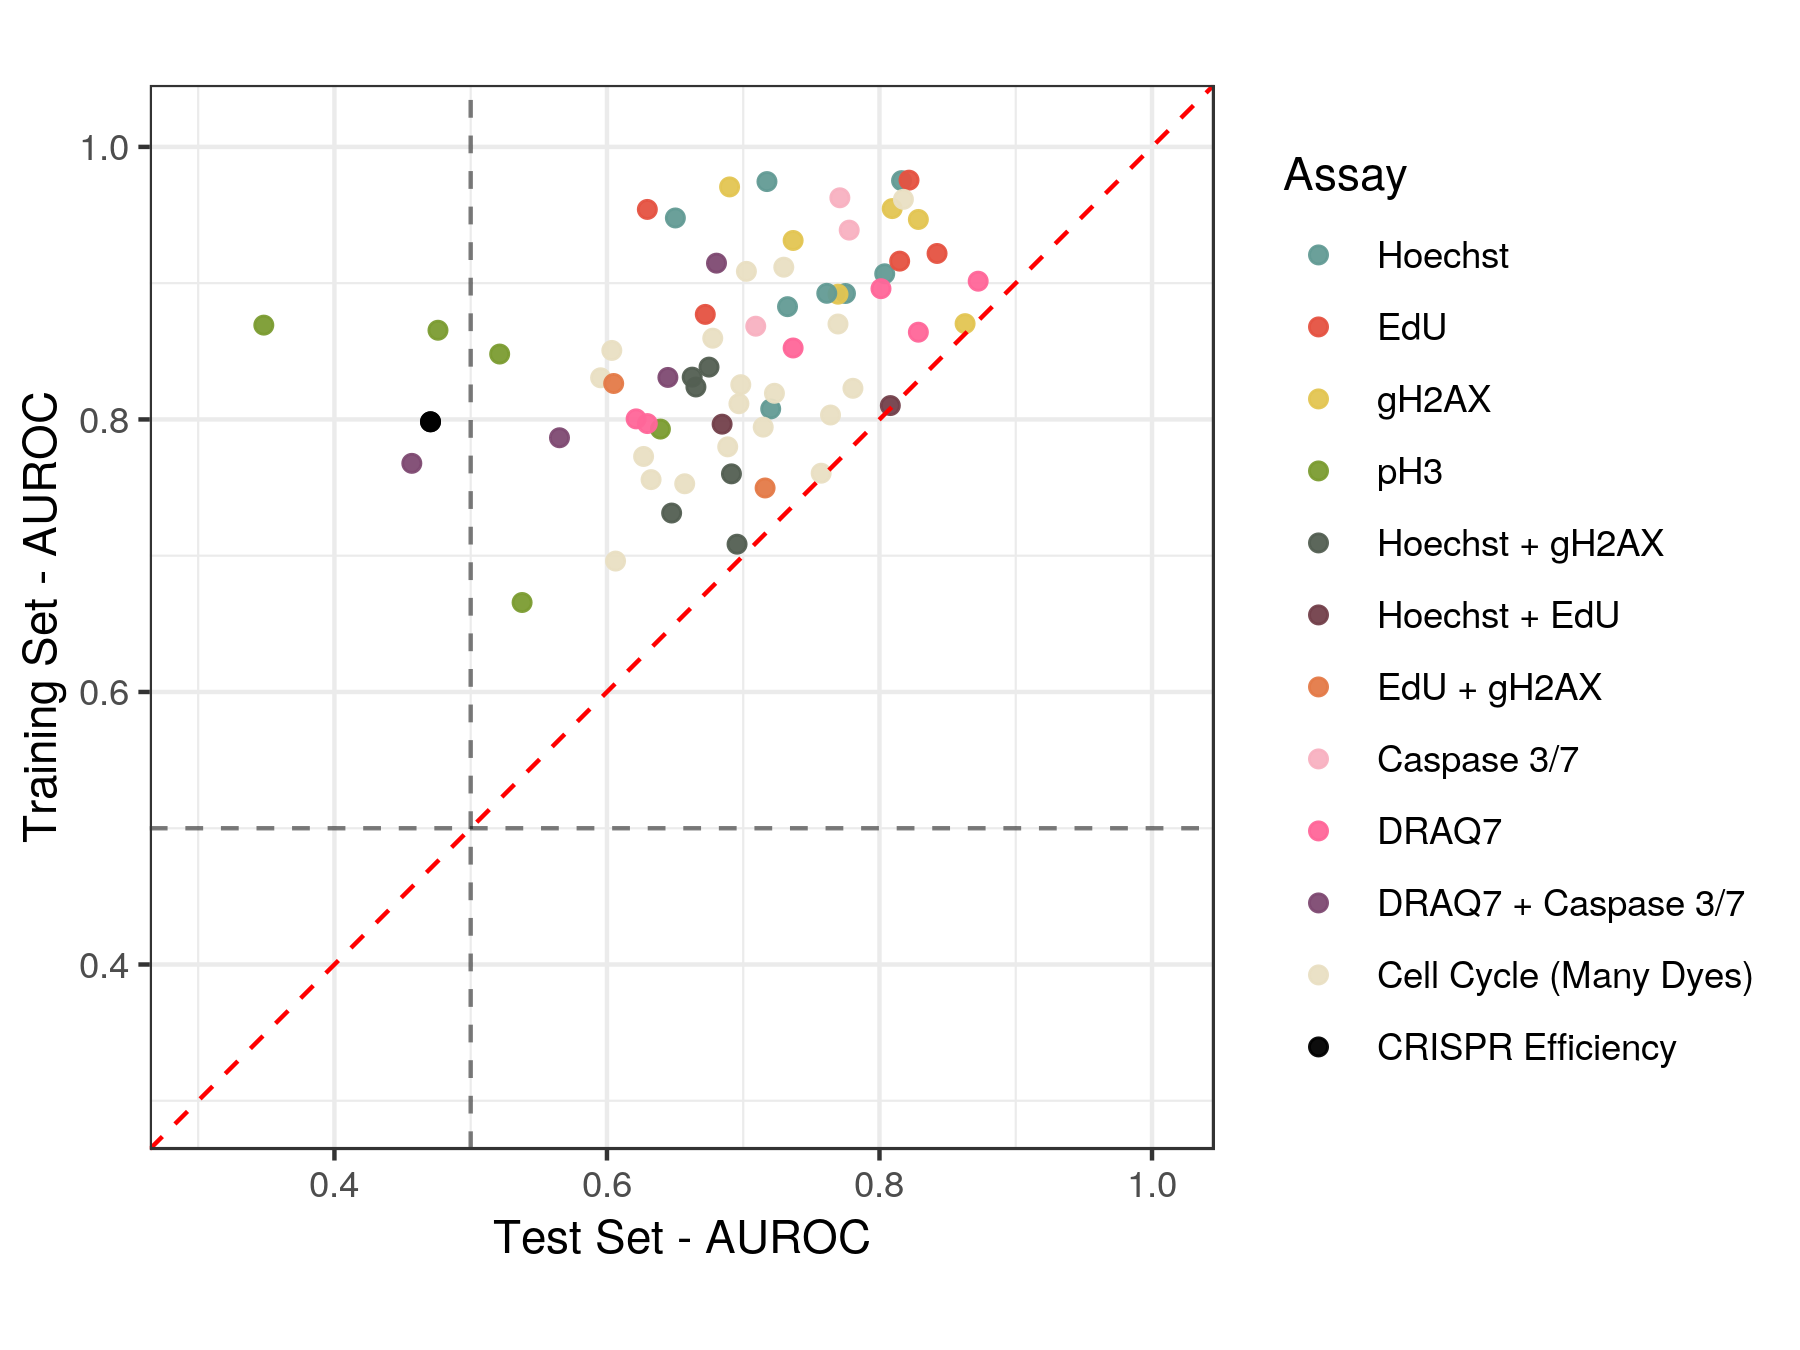 1.0
0.8
0.6
0.4
Training Set - AUROC
0.4 0.6 0.8 1.0
Test Set - AUROC
Assay
Hoechst
EdU
gH2AX
pH3
Hoechst + gH2AX
Hoechst + EdU
EdU + gH2AX
Caspase 3/7
DRAQ7
DRAQ7 + Caspase 3/7
Cell Cycle (Many Dyes)
CRISPR Efficiency